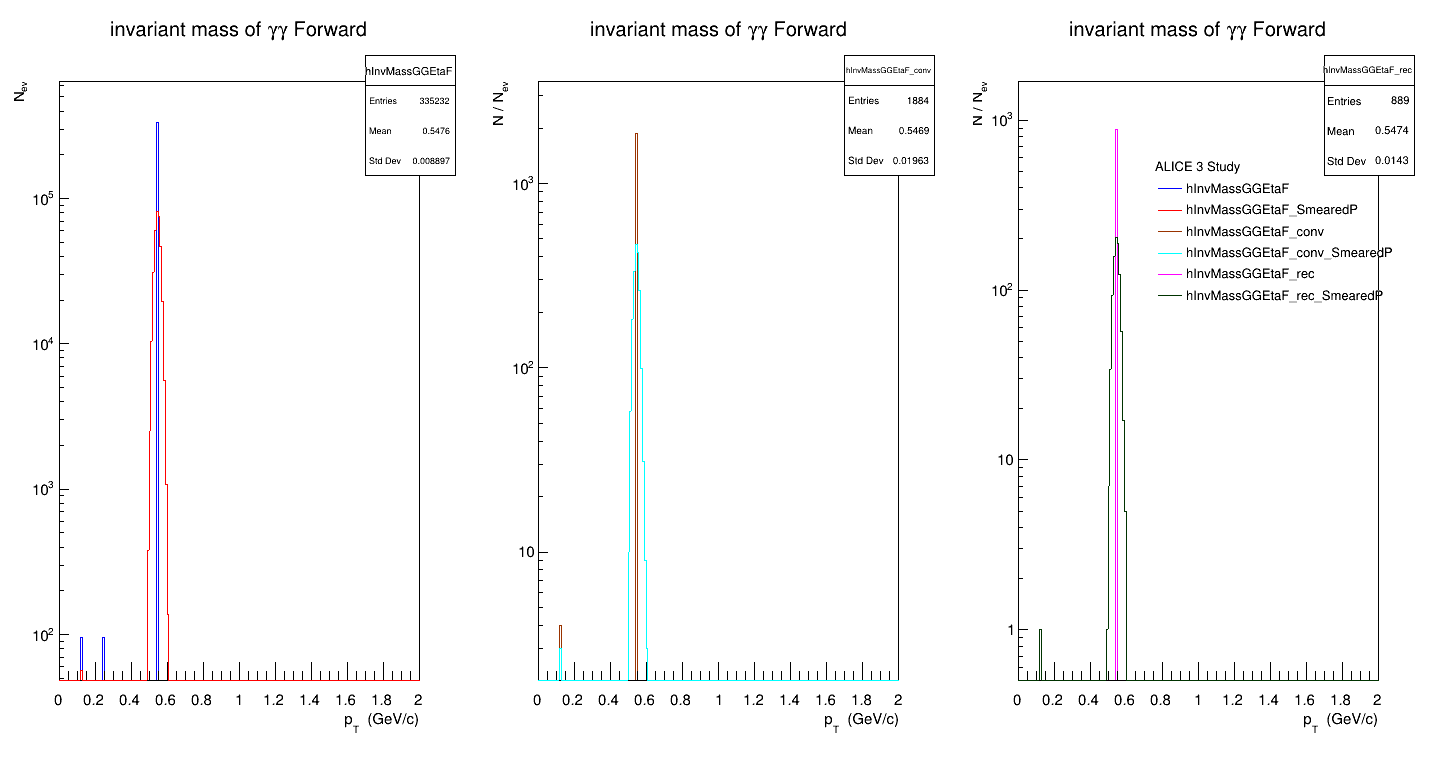 invariant mass of γγ Forward
N_ev
hInvMassGGEtaF
Entries 335232
Mean 0.5476
Std Dev 0.008897
10^5
10^4
10^3
10^2
0 0.2 0.4 0.6 0.8 1 1.2 1.4 1.6 1.8 2
p_T (GeV/c)
invariant mass of γγ Forward
N / N_ev
hInvMassGGEtaF_conv
Entries 1884
Mean 0.5469
Std Dev 0.01963
10^3
10^2
10
0 0.2 0.4 0.6 0.8 1 1.2 1.4 1.6 1.8 2
p_T (GeV/c)
invariant mass of γγ Forward
N / N_ev
hInvMassGGEtaF_rec
Entries 889
Mean 0.5474
Std Dev 0.0143
ALICE 3 Study
hInvMassGGEtaF
hInvMassGGEtaF_SmearedP
hInvMassGGEtaF_conv
hInvMassGGEtaF_conv_SmearedP
hInvMassGGEtaF_rec
hInvMassGGEtaF_rec_SmearedP
10^3
10^2
10
1
0 0.2 0.4 0.6 0.8 1 1.2 1.4 1.6 1.8 2
p_T (GeV/c)